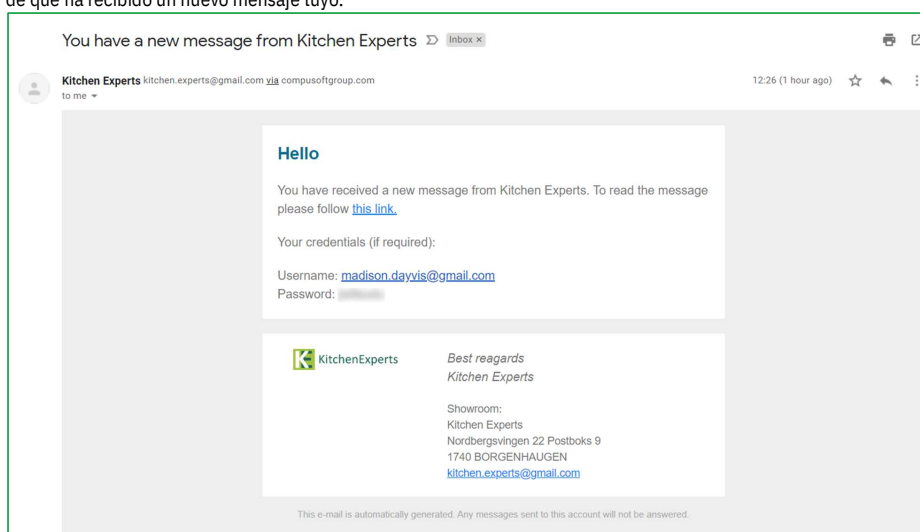 de que ha recibido un nuevo mensaje tuyo.
You have a new message from Kitchen Experts Inbox ×
Kitchen Experts kitchen.experts@gmail.com via compusoftgroup.com 12:26 (1 hour ago)
to me
Hello
You have received a new message from Kitchen Experts. To read the message
please follow this link.
Your credentials (if required):
Username: madison.dayvis@gmail.com
Password:
KitchenExperts
Best reagards
Kitchen Experts
Showroom:
Kitchen Experts
Nordbergsvingen 22 Postboks 9
1740 BORGENHAUGEN
kitchen.experts@gmail.com
This e-mail is automatically generated. Any messages sent to this account will not be answered.